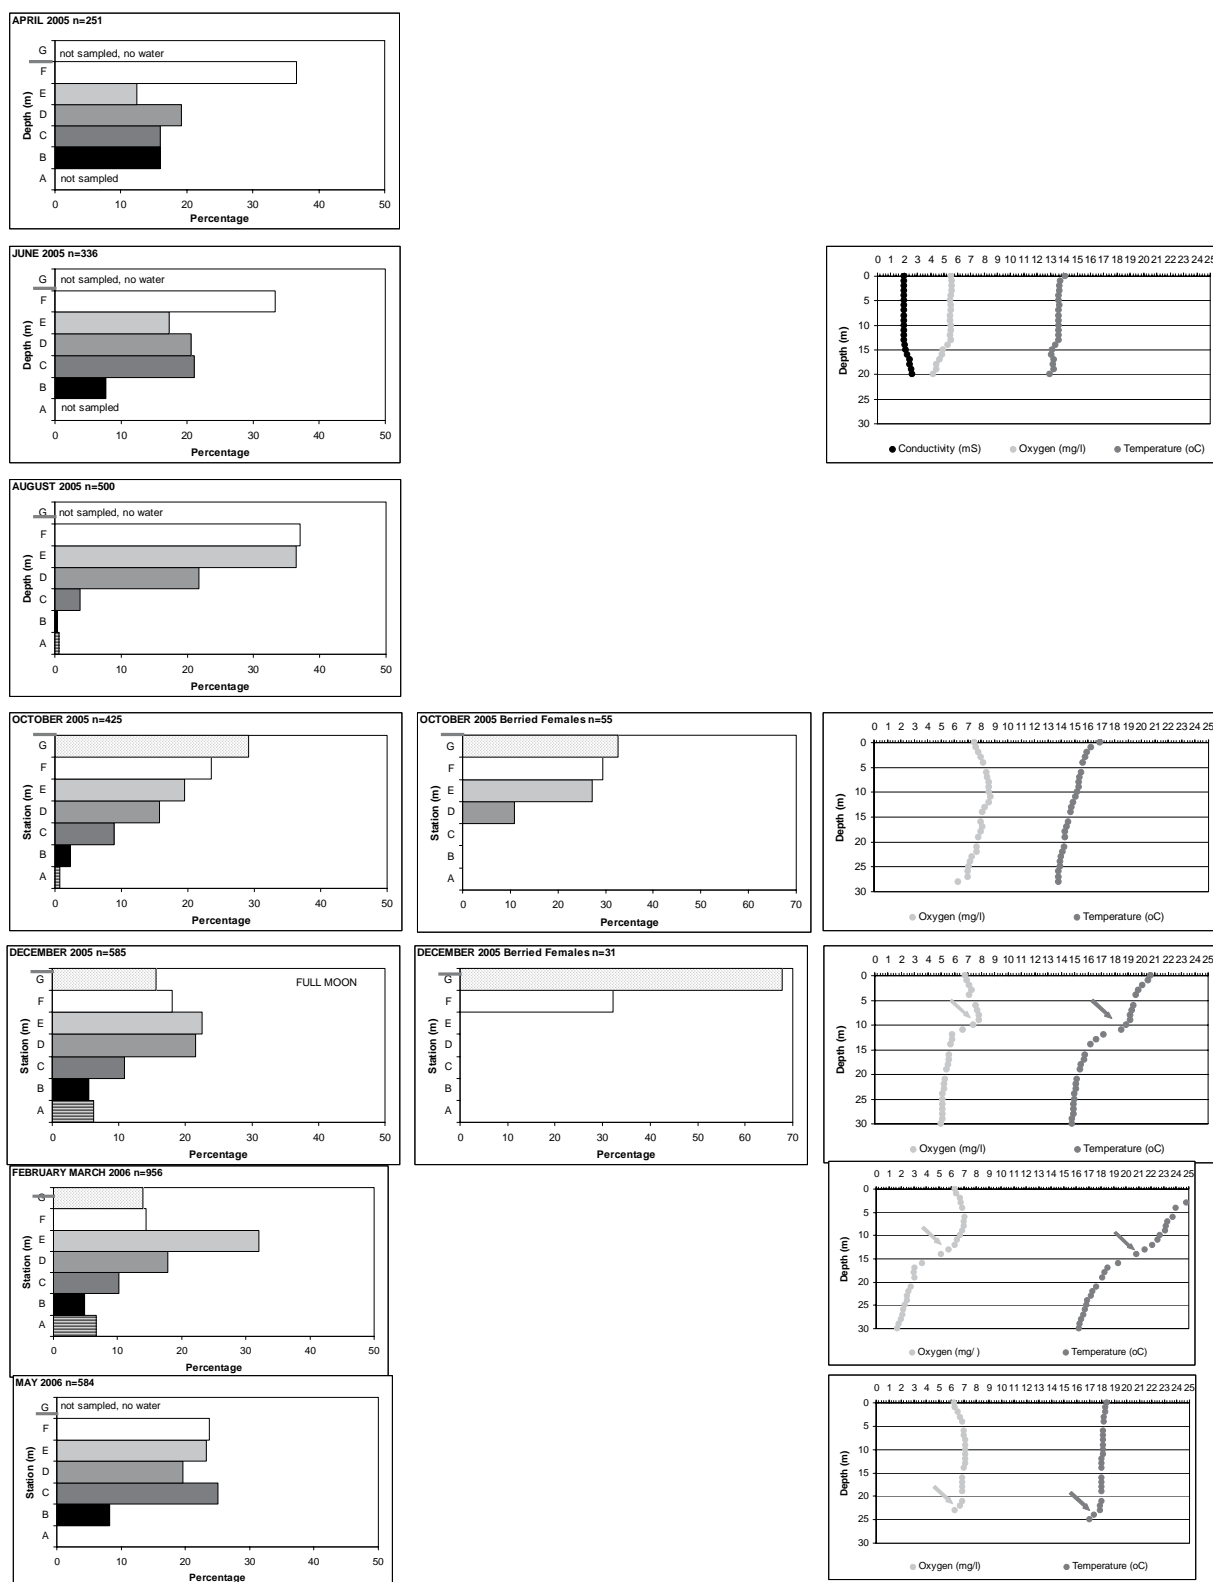 APRIL 2005 n=251
Depth (m)
G not sampled, no water
F
E
D
C
B
A not sampled
0 10 20 30 40 50
Percentage
JUNE 2005 n=336
Depth (m)
G not sampled, no water
F
E
D
C
B
A not sampled
0 10 20 30 40 50
Percentage
0 1 2 3 4 5 6 7 8 9 10 11 12 13 14 15 16 17 18 19 20 21 22 23 24 25
Depth (m)
0
5
10
15
20
25
30
Conductivity (mS) Oxygen (mg/l) Temperature (oC)
AUGUST 2005 n=500
Depth (m)
G not sampled, no water
F
E
D
C
B
A
0 10 20 30 40 50
Percentage
OCTOBER 2005 n=425
Station (m)
G
F
E
D
C
B
A
0 10 20 30 40 50
Percentage
OCTOBER 2005 Berried Females n=55
Station (m)
G
F
E
D
C
B
A
0 10 20 30 40 50 60 70
Percentage
0 1 2 3 4 5 6 7 8 9 10 11 12 13 14 15 16 17 18 19 20 21 22 23 24 25
Depth (m)
0
5
10
15
20
25
30
Oxygen (mg/l) Temperature (oC)
DECEMBER 2005 n=585
FULL MOON
Station (m)
G
F
E
D
C
B
A
0 10 20 30 40 50
Percentage
DECEMBER 2005 Berried Females n=31
Station (m)
G
F
E
D
C
B
A
0 10 20 30 40 50 60 70
Percentage
0 1 2 3 4 5 6 7 8 9 10 11 12 13 14 15 16 17 18 19 20 21 22 23 24 25
Depth (m)
0
5
10
15
20
25
30
Oxygen (mg/l) Temperature (oC)
FEBRUARY MARCH 2006 n=956
Station (m)
G
F
E
D
C
B
A
0 10 20 30 40 50
Percentage
0 1 2 3 4 5 6 7 8 9 10 11 12 13 14 15 16 17 18 19 20 21 22 23 24 25
Depth (m)
0
5
10
15
20
25
30
Oxygen (mg/ ) Temperature (oC)
MAY 2006 n=584
Station (m)
G not sampled, no water
F
E
D
C
B
A
0 10 20 30 40 50
Percentage
0 1 2 3 4 5 6 7 8 9 10 11 12 13 14 15 16 17 18 19 20 21 22 23 24 25
Depth (m)
0
5
10
15
20
25
30
Oxygen (mg/l) Temperature (oC)